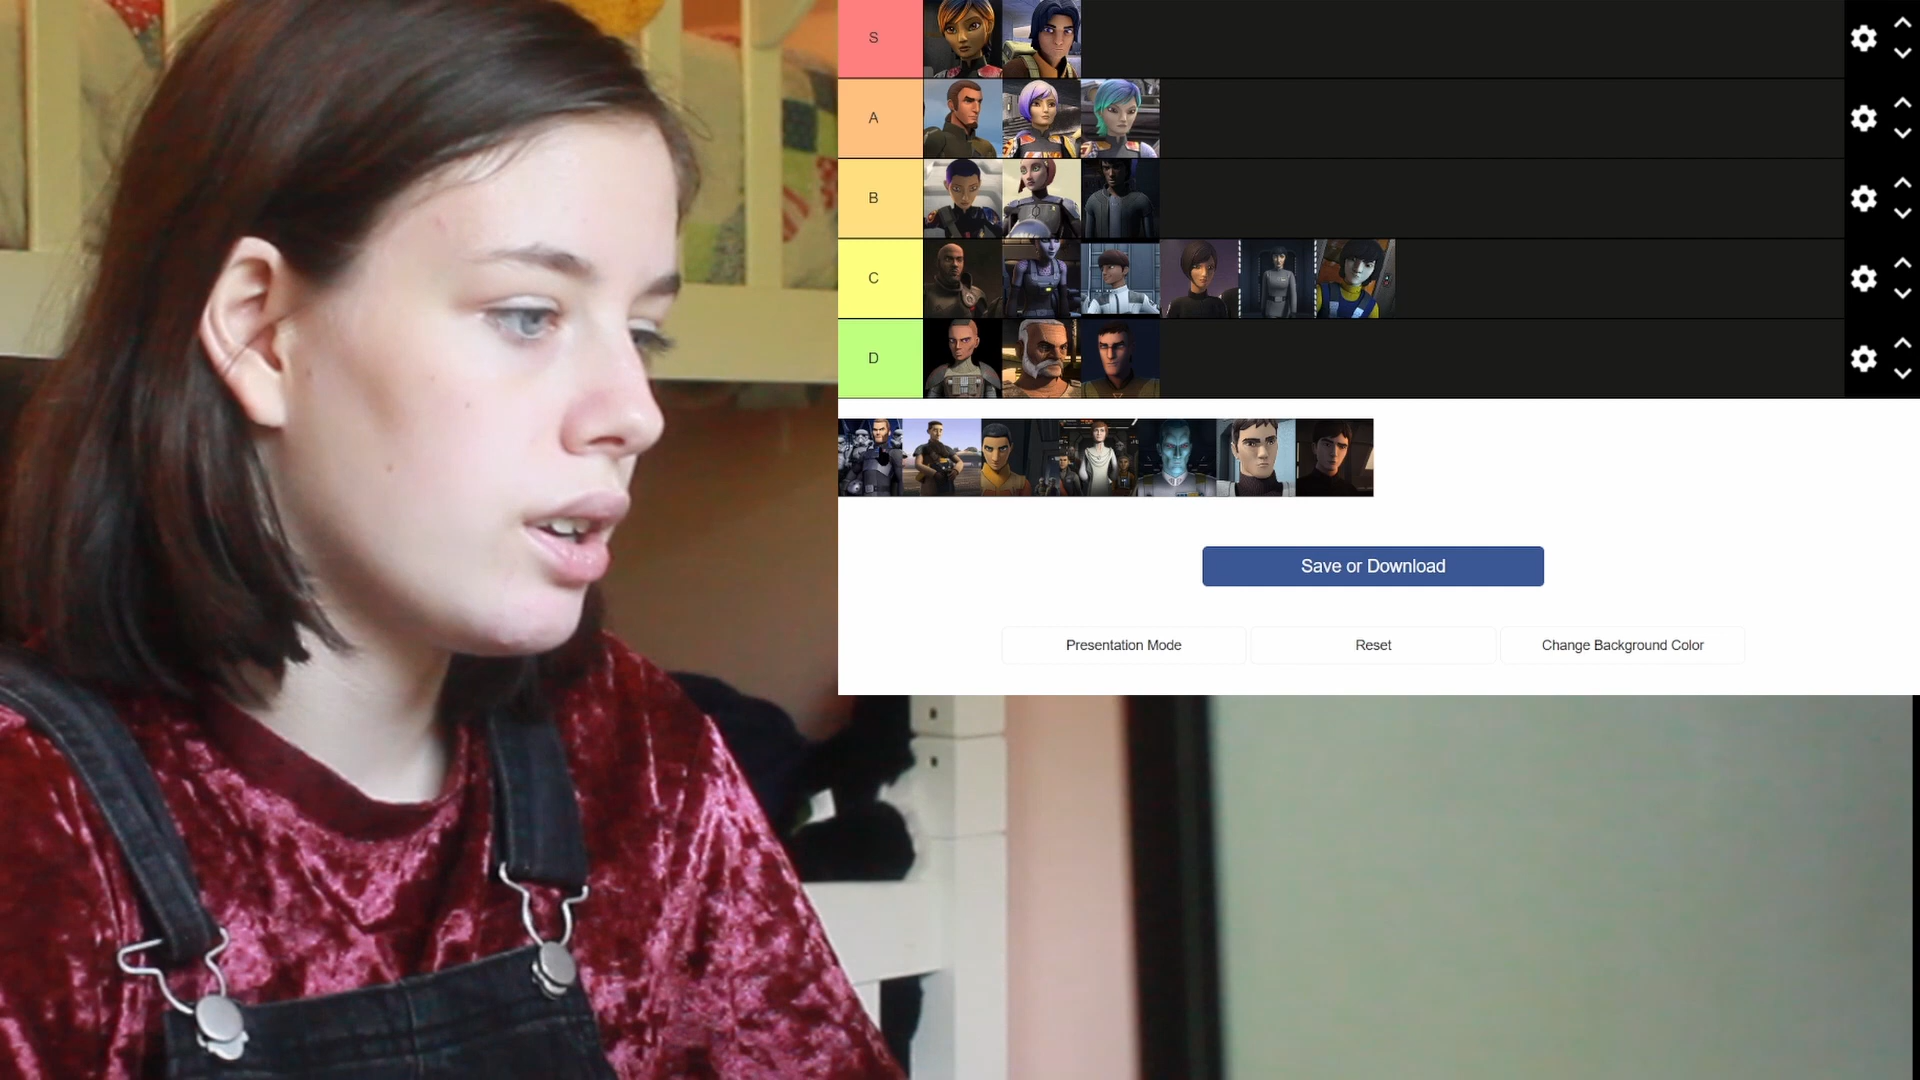 S
A
B
C
D
Save or Download
Presentation Mode Reset Change Background Color